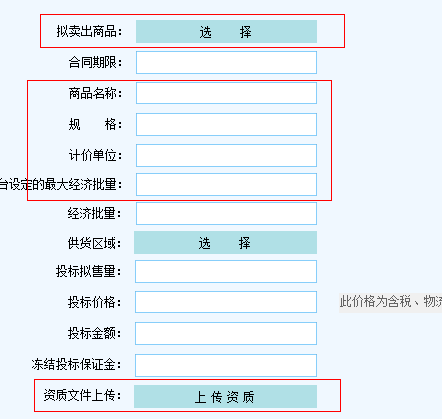 拟卖出商品： 选 择
合同期限：
商品名称：
规 格：
计价单位：
台设定的最大经济批量：
经济批量：
供货区域： 选 择
投标拟售量：
投标价格： 此价格为含税、物流
投标金额：
冻结投标保证金：
资质文件上传： 上传资质